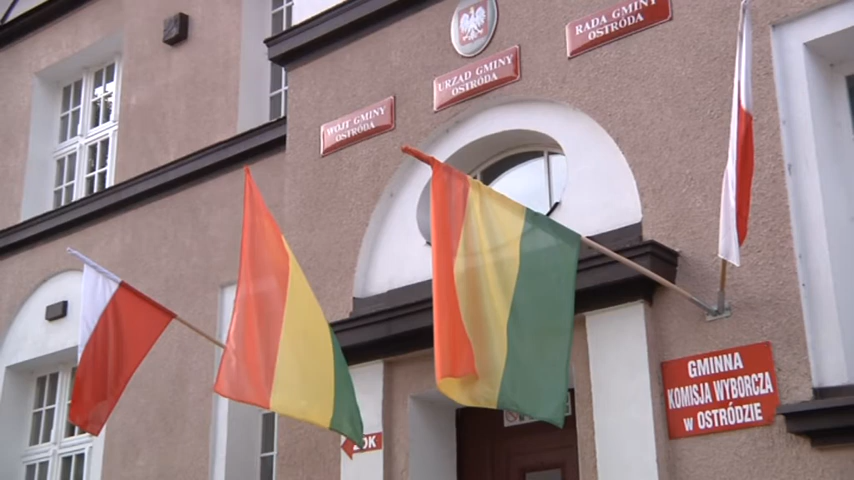 RADA GMINY
OSTRÓDA
URZĄD GMINY
OSTRÓDA
WÓJT GMINY
OSTRÓDA
GMINNA
KOMISJA WYBORCZA
w OSTRÓDZIE